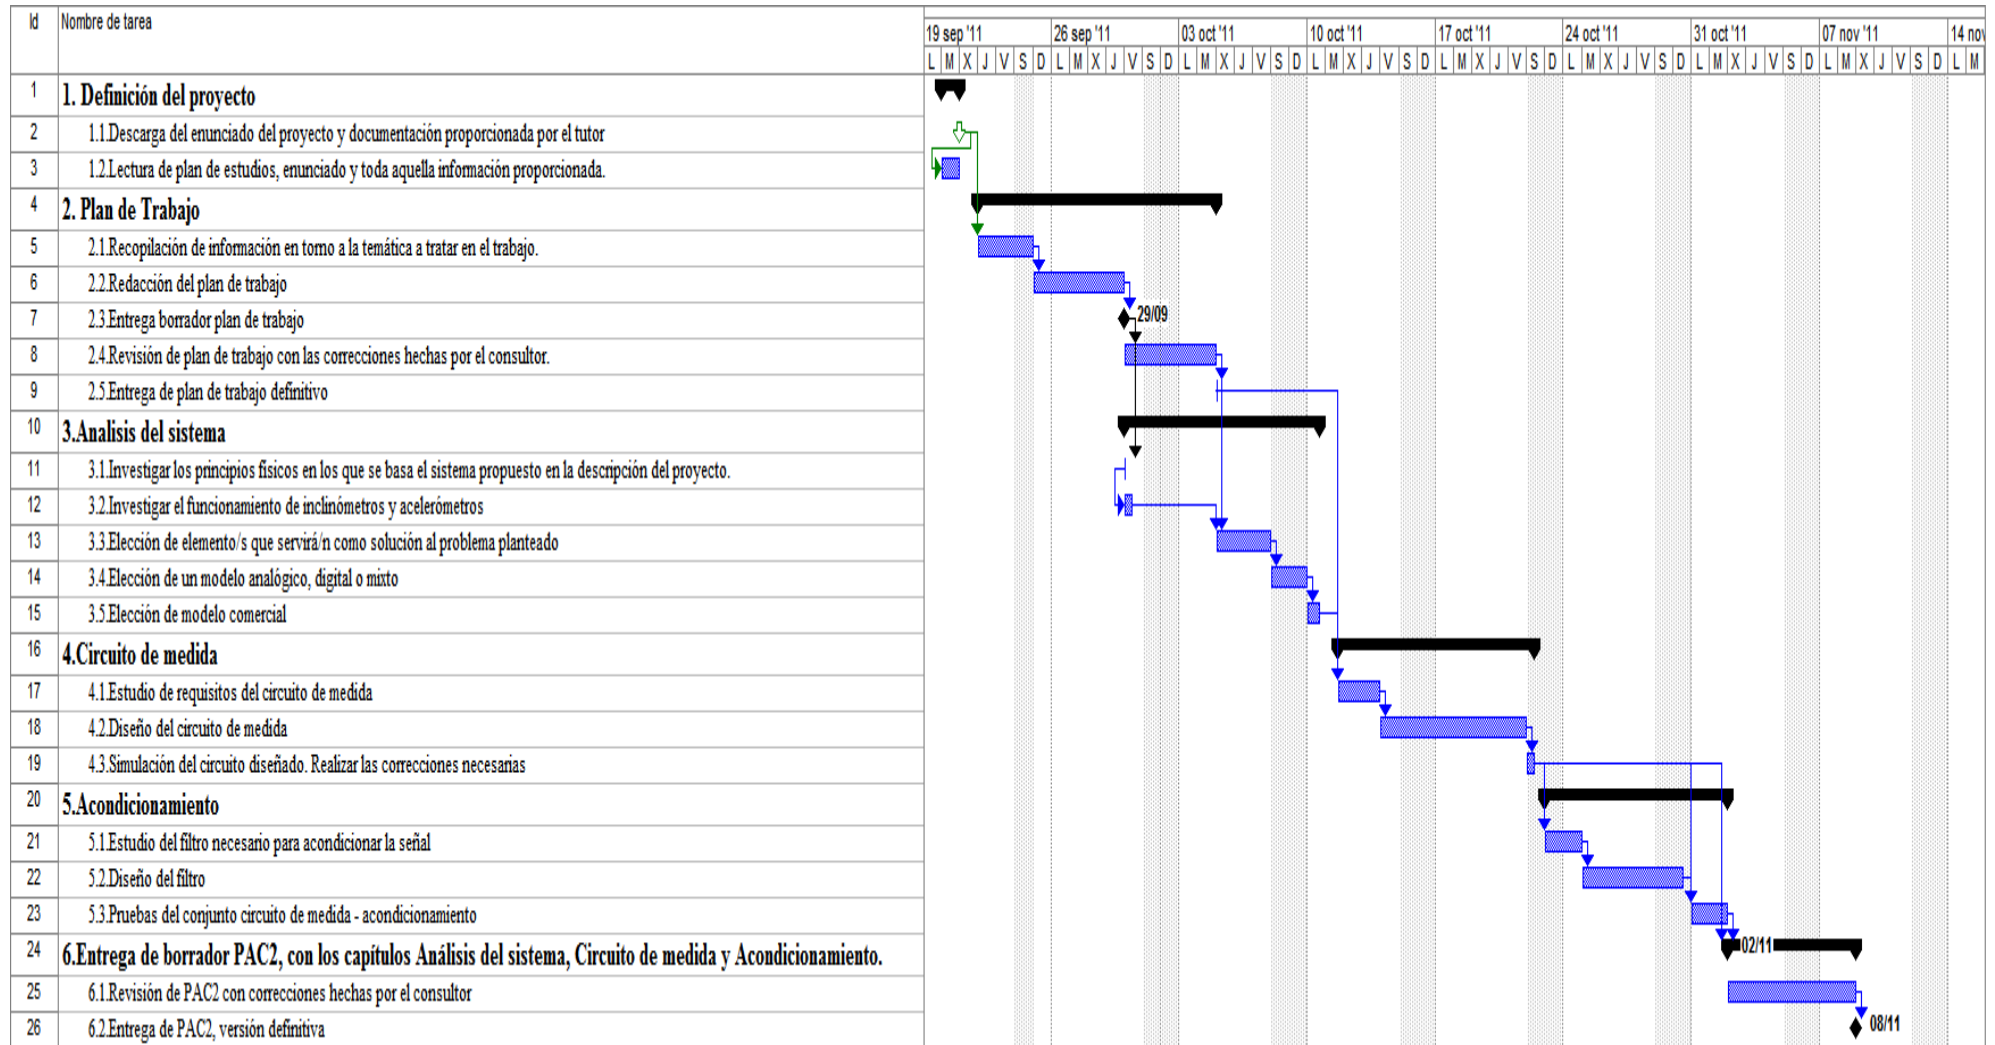 Id Nombre de tarea
19 sep '11 26 sep '11 03 oct '11 10 oct '11 17 oct '11 24 oct '11 31 oct '11 07 nov '11 14 nov
L M X J V S D L M X J V S D L M X J V S D L M X J V S D L M X J V S D L M X J V S D L M X J V S D L M X J V S D L M
1 1. Definición del proyecto
2 1.1.Descarga del enunciado del proyecto y documentación proporcionada por el tutor
3 1.2.Lectura de plan de estudios, enunciado y toda aquella información proporcionada.
4 2. Plan de Trabajo
5 2.1.Recopilación de información en torno a la temática a tratar en el trabajo.
6 2.2.Redacción del plan de trabajo
7 2.3.Entrega borrador plan de trabajo 29/09
8 2.4.Revisión de plan de trabajo con las correcciones hechas por el consultor.
9 2.5.Entrega de plan de trabajo definitivo
10 3.Analisis del sistema
11 3.1.Investigar los principios físicos en los que se basa el sistema propuesto en la descripción del proyecto.
12 3.2.Investigar el funcionamiento de inclinómetros y acelerómetros
13 3.3.Elección de elemento/s que servirá/n como solución al problema planteado
14 3.4.Elección de un modelo analógico, digital o mixto
15 3.5.Elección de modelo comercial
16 4.Circuito de medida
17 4.1.Estudio de requisitos del circuito de medida
18 4.2.Diseño del circuito de medida
19 4.3.Simulación del circuito diseñado. Realizar las correcciones necesarias
20 5.Acondicionamiento
21 5.1.Estudio del filtro necesario para acondicionar la señal
22 5.2.Diseño del filtro
23 5.3.Pruebas del conjunto circuito de medida - acondicionamiento
24 6.Entrega de borrador PAC2, con los capítulos Análisis del sistema, Circuito de medida y Acondicionamiento. 02/11
25 6.1.Revisión de PAC2 con correcciones hechas por el consultor
26 6.2.Entrega de PAC2, versión definitiva 08/11